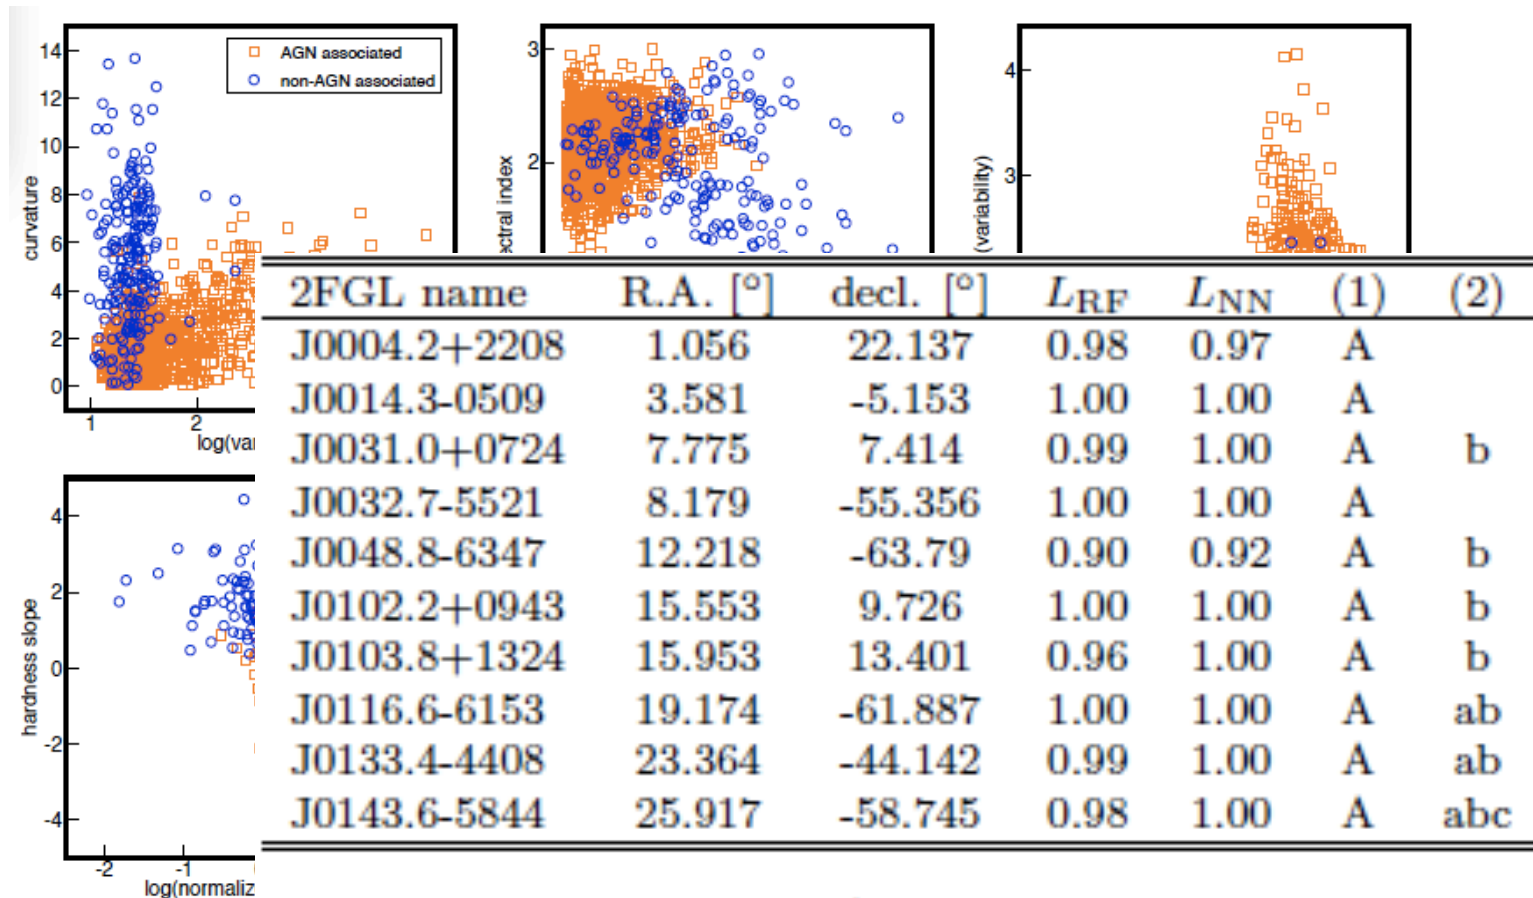 14
12
10
8
6
4
2
0
curvature
AGN associated
non-AGN associated
1 2
log(var
3
2
ectral index
4
3
(variability)
4
2
0
-2
-4
hardness slope
-2 -1
log(normaliz
2FGL name R.A. [°] decl. [°] L_RF L_NN (1) (2)
J0004.2+2208 1.056 22.137 0.98 0.97 A
J0014.3-0509 3.581 -5.153 1.00 1.00 A
J0031.0+0724 7.775 7.414 0.99 1.00 A b
J0032.7-5521 8.179 -55.356 1.00 1.00 A
J0048.8-6347 12.218 -63.79 0.90 0.92 A b
J0102.2+0943 15.553 9.726 1.00 1.00 A b
J0103.8+1324 15.953 13.401 0.96 1.00 A b
J0116.6-6153 19.174 -61.887 1.00 1.00 A ab
J0133.4-4408 23.364 -44.142 0.99 1.00 A ab
J0143.6-5844 25.917 -58.745 0.98 1.00 A abc